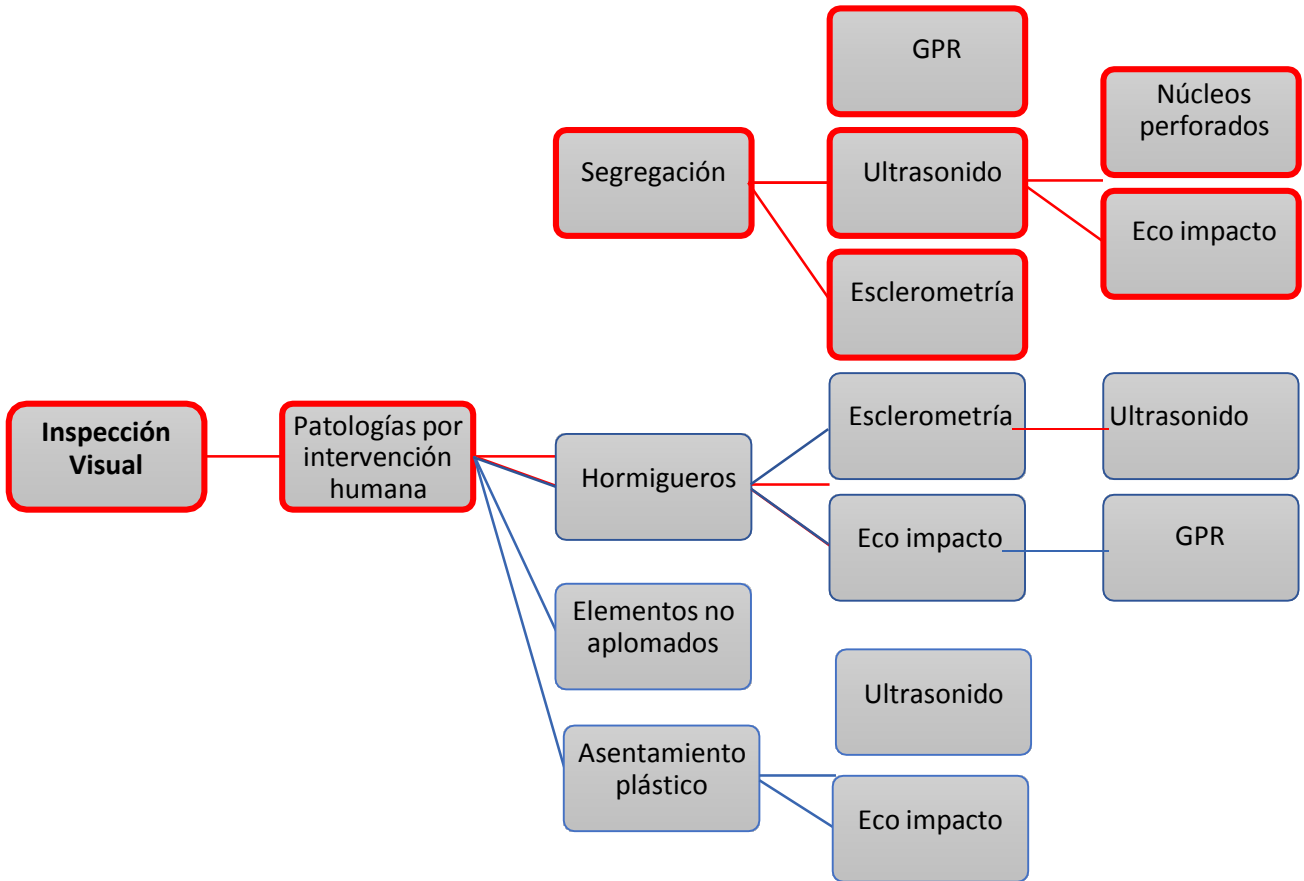 GPR
Núcleos
perforados
Segregación
Ultrasonido
Eco impacto
Esclerometría
Inspección
Visual
Patologías por
intervención
humana
Hormigueros
Esclerometría
Ultrasonido
Eco impacto
GPR
Elementos no
aplomados
Ultrasonido
Asentamiento
plástico
Eco impacto